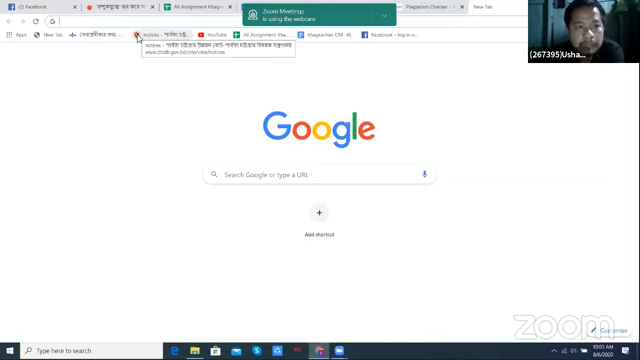 Facebook
All Assignment Khag
Zoom Meetings
is using the webcam
Plagiarism Checker -
New Tab
(267395)Usha...
G
Apps
New Tab
notices - পার্বত্য চট্ট
YouTube
All Assignment Kha...
Khagrachari GM - G...
Facebook – log in o...
notices - পার্বত্য চট্টগ্রাম উন্নয়ন বোর্ড-পার্বত্য চট্টগ্রাম বিষয়ক মন্ত্রণালয়
www.chtdb.gov.bd/site/view/notices
Google
Search Google or type a URL
Add shortcut
zoom
Customize
Type here to search
10:03 AM
8/6/2020